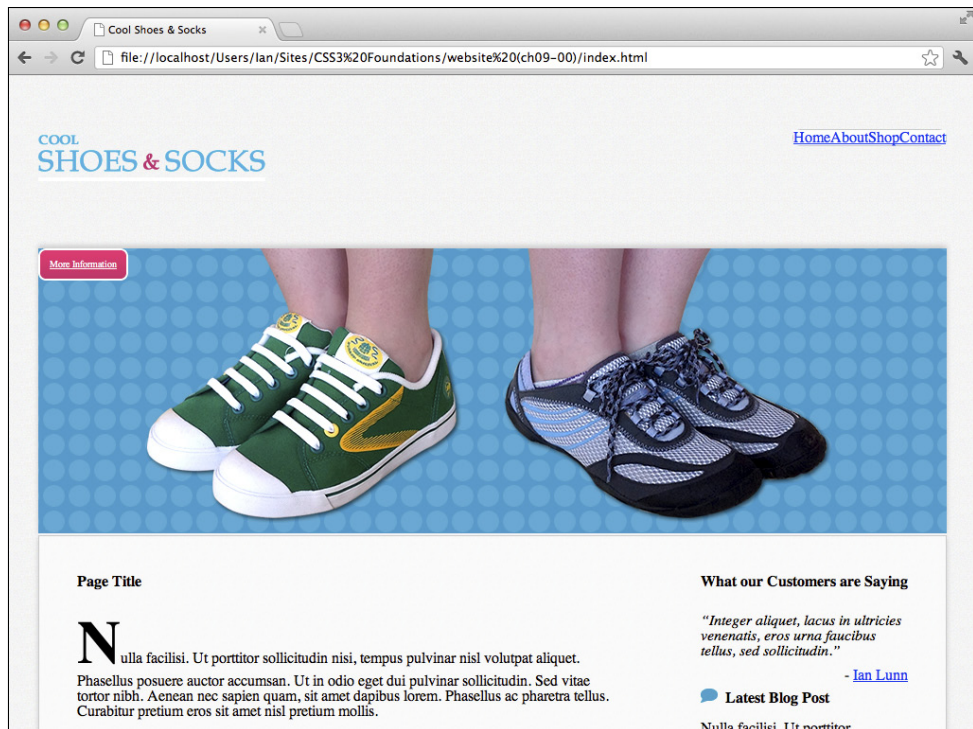 Cool Shoes & Socks
file://localhost/Users/Ian/Sites/CSS3%20Foundations/website%20(ch09-00)/index.html
COOL
SHOES & SOCKS
HomeAboutShopContact
More Information
Page Title
Nulla facilisi. Ut porttitor sollicitudin nisi, tempus pulvinar nisl volutpat aliquet.
Phasellus posuere auctor accumsan. Ut in odio eget dui pulvinar sollicitudin. Sed vitae
tortor nibh. Aenean nec sapien quam, sit amet dapibus lorem. Phasellus ac pharetra tellus.
Curabitur pretium eros sit amet nisl pretium mollis.
What our Customers are Saying
“Integer aliquet, lacus in ultricies
venenatis, eros urna faucibus
tellus, sed sollicitudin.”
- Ian Lunn
Latest Blog Post
Nulla facilisi. Ut porttitor